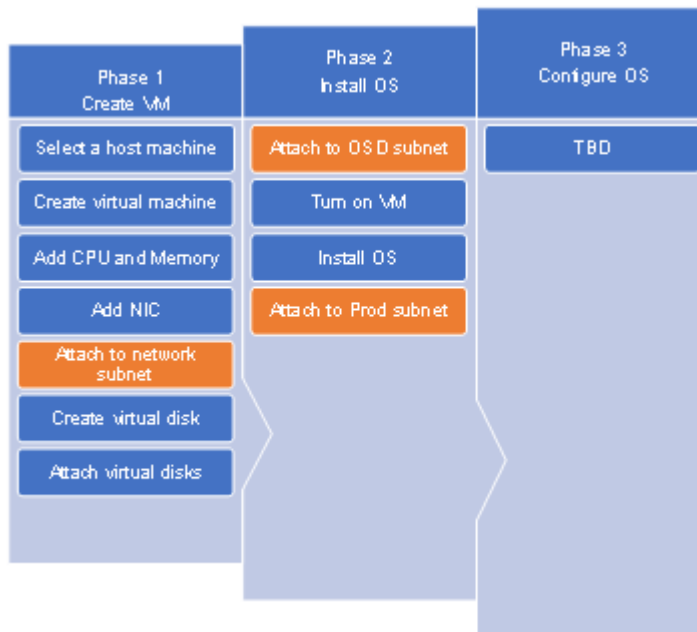 Phase 1
Create VM
Select a host machine
Create virtual machine
Add CPU and Memory
Add NIC
Attach to network
subnet
Create virtual disk
Attach virtual disks
Phase 2
Install OS
Attach to OSD subnet
Turn on VM
Install OS
Attach to Prod subnet
Phase 3
Configure OS
TBD